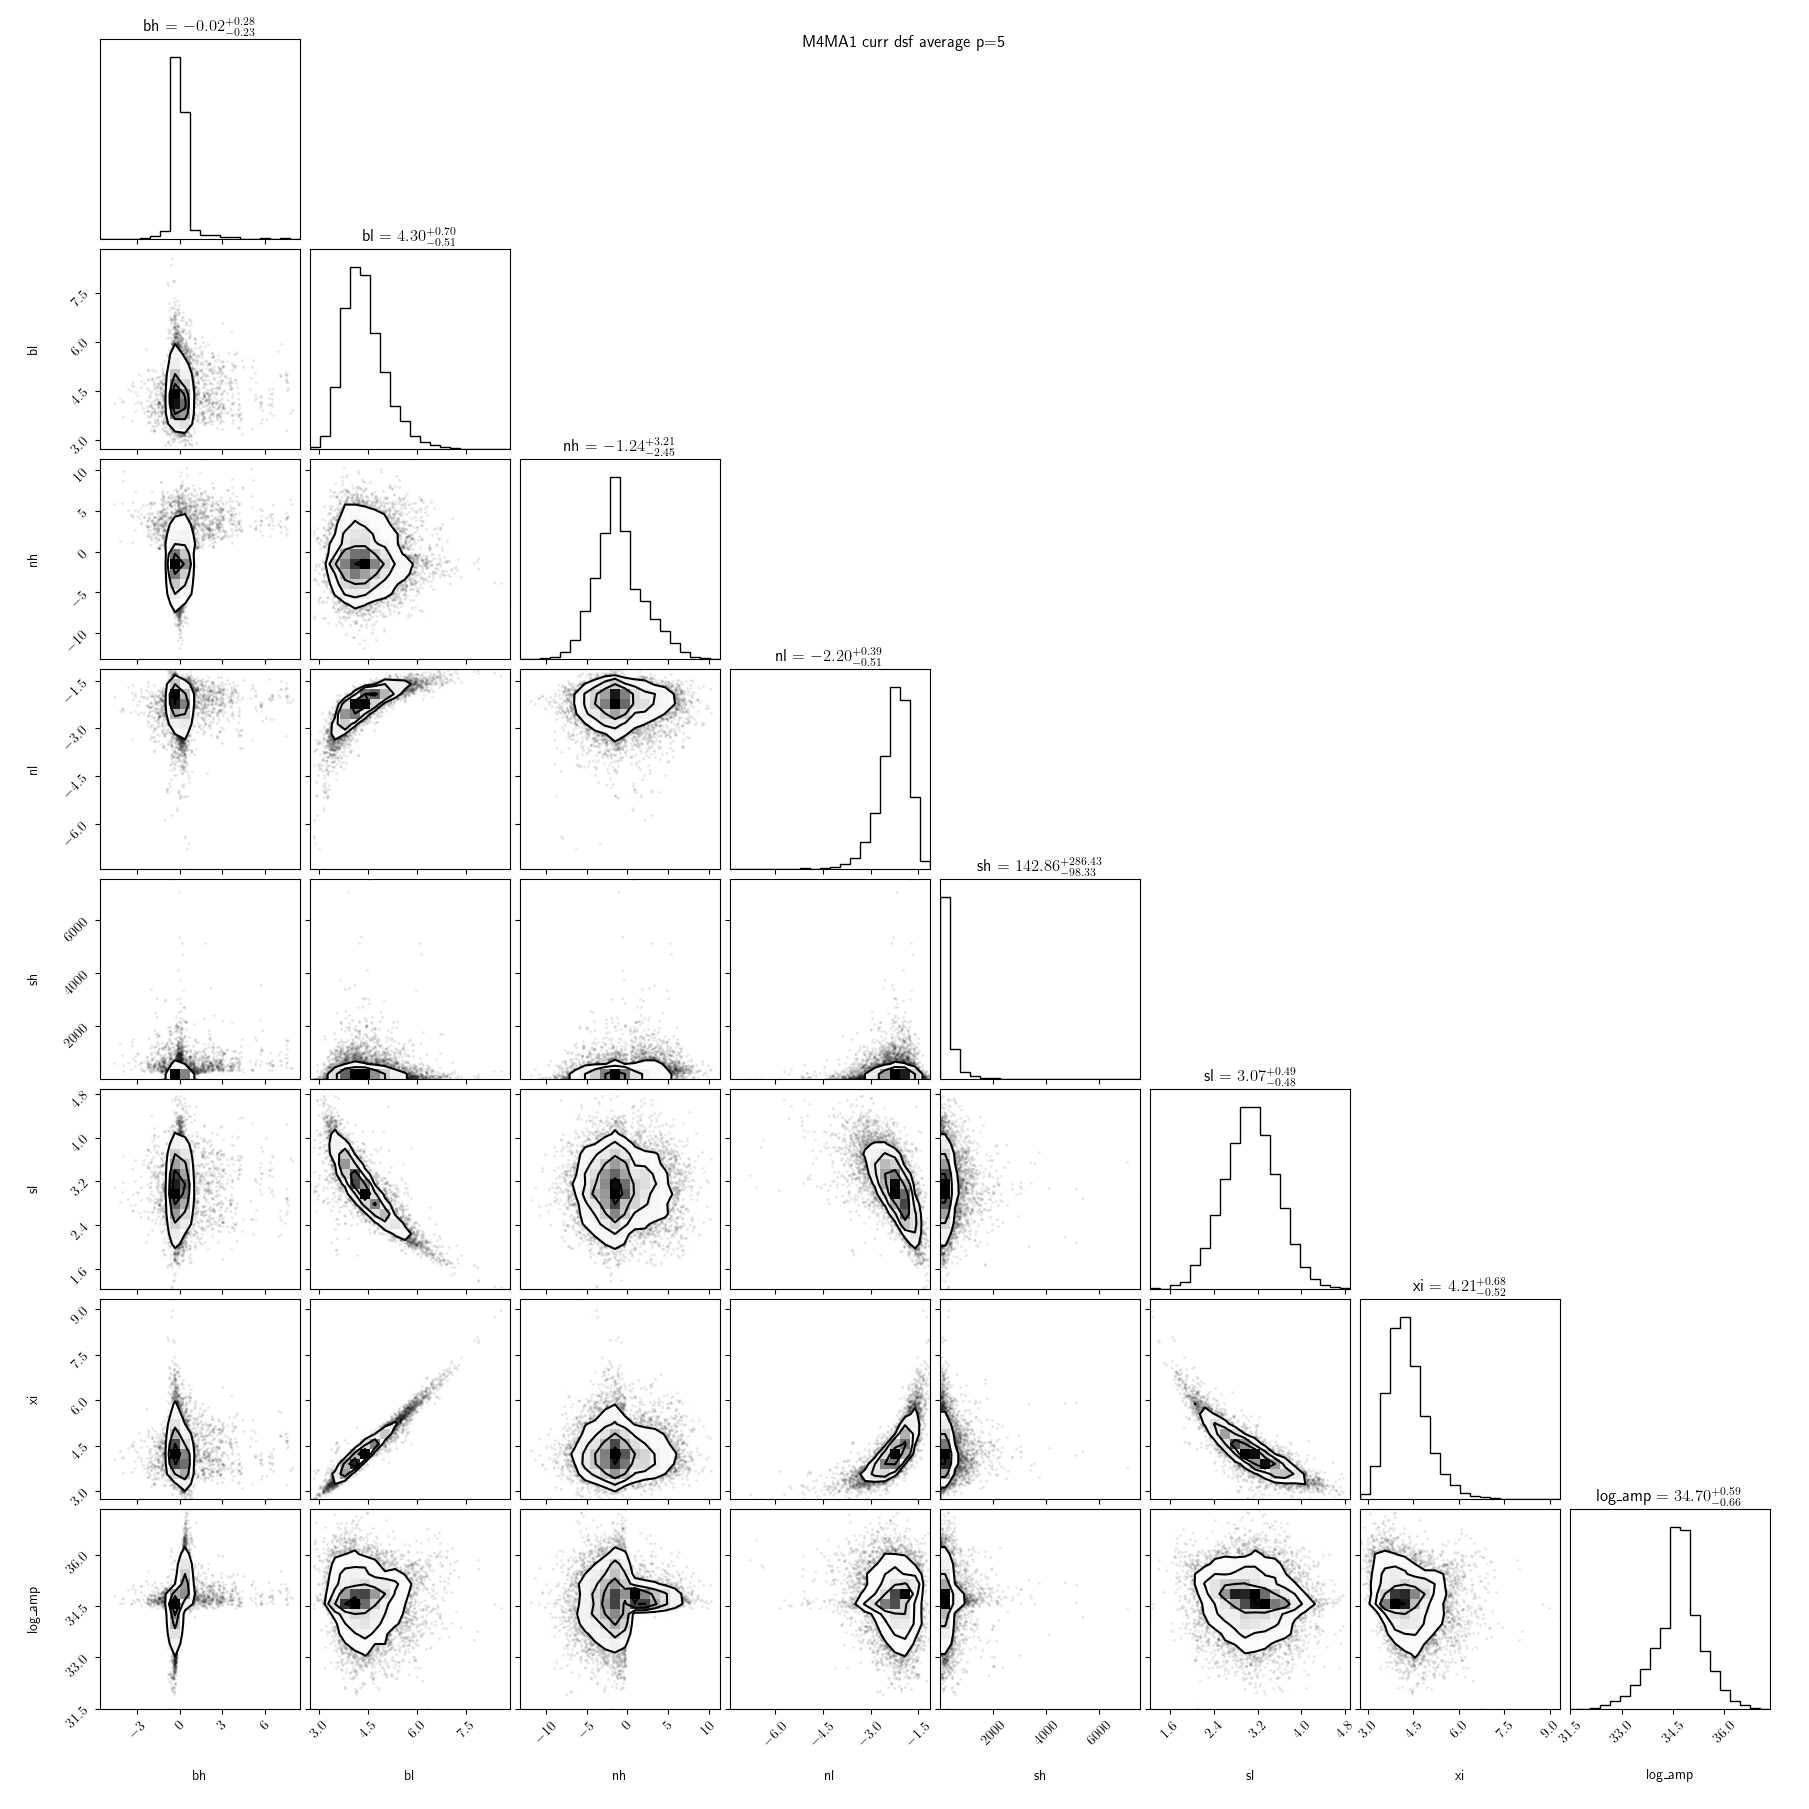 M4MA1 curr dsf average p=5
bh = −0.02^{+0.28}_{−0.23}
bl = 4.30^{+0.70}_{−0.51}
bl
7.5
6.0
4.5
3.0
nh = −1.24^{+3.21}_{−2.45}
nh
10
5
0
−5
−10
nl = −2.20^{+0.39}_{−0.51}
nl
−1.5
−3.0
−4.5
−6.0
sh = 142.86^{+286.43}_{−98.33}
sh
6000
4000
2000
sl = 3.07^{+0.49}_{−0.48}
sl
4.8
4.0
3.2
2.4
1.6
xi = 4.21^{+0.68}_{−0.52}
xi
9.0
7.5
6.0
4.5
3.0
log_amp = 34.70^{+0.59}_{−0.66}
log_amp
36.0
34.5
33.0
31.5
−3 0 3 6
3.0 4.5 6.0 7.5
−10 −5 0 5 10
−6.0 −4.5 −3.0 −1.5
2000 4000 6000
1.6 2.4 3.2 4.0 4.8
3.0 4.5 6.0 7.5 9.0
31.5 33.0 34.5 36.0
bh bl nh nl sh sl xi log_amp